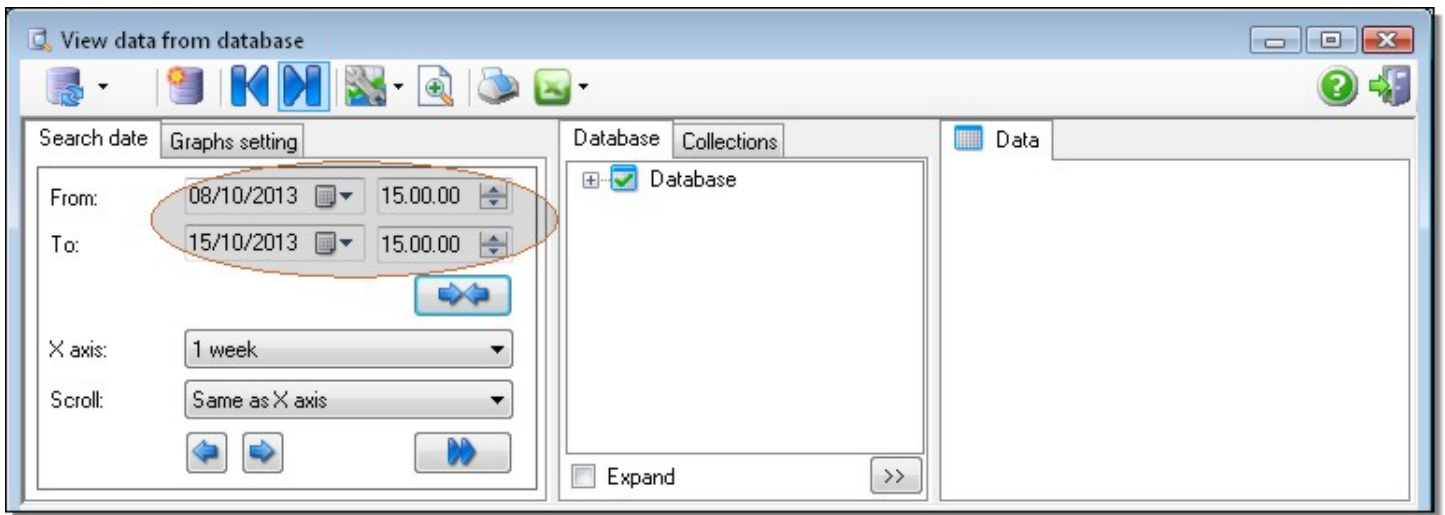 View data from database
Search date
Graphs setting
From:
08/10/2013
15.00.00
To:
15/10/2013
15.00.00
X axis:
1 week
Scroll:
Same as X axis
Database
Collections
Database
Expand
>>
Data